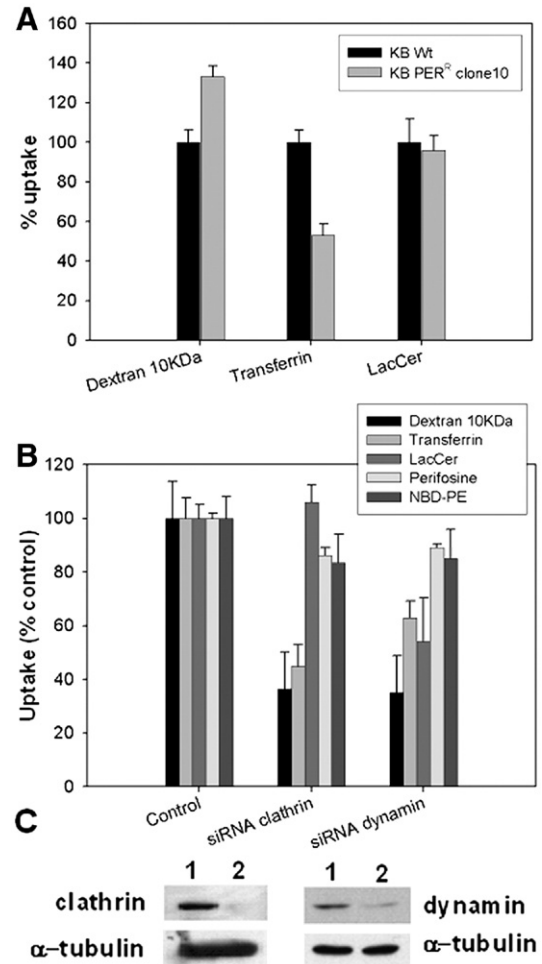 A
160
140
120
100
80
60
40
20
0
% uptake
KB Wt
KB PERᴿ clone10
Dextran 10KDa
Transferrin
LacCer
B
Dextran 10KDa
Transferrin
LacCer
Perifosine
NBD-PE
120
100
80
60
40
20
0
Uptake (% control)
Control
siRNA clathrin
siRNA dynamin
C
1 2 1 2
clathrin dynamin
α-tubulin α-tubulin